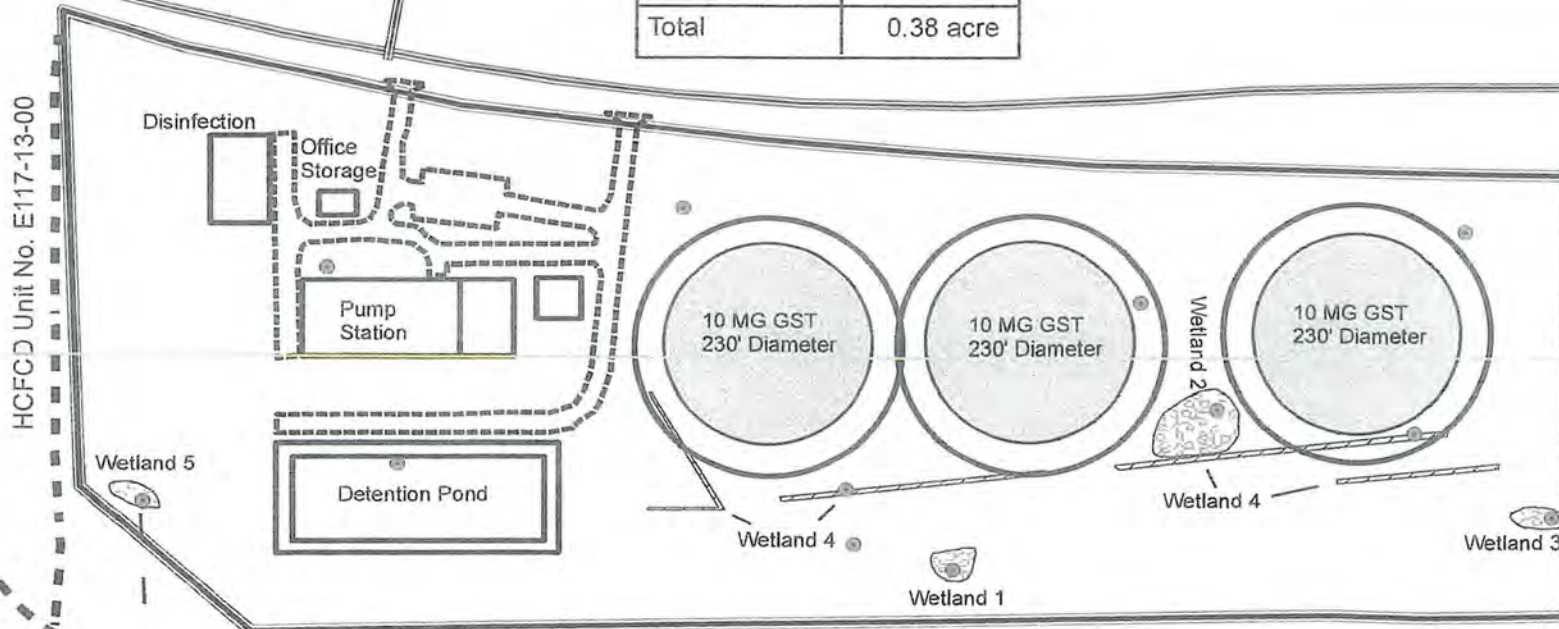 Total 0.38 acre
HCFCD Unit No. E117-13-00
Disinfection
Office
Storage
Pump
Station
10 MG GST
230' Diameter
10 MG GST
230' Diameter
10 MG GST
230' Diameter
Wetland 2
Wetland 5
Detention Pond
Wetland 4
Wetland 4
Wetland 3
Wetland 1